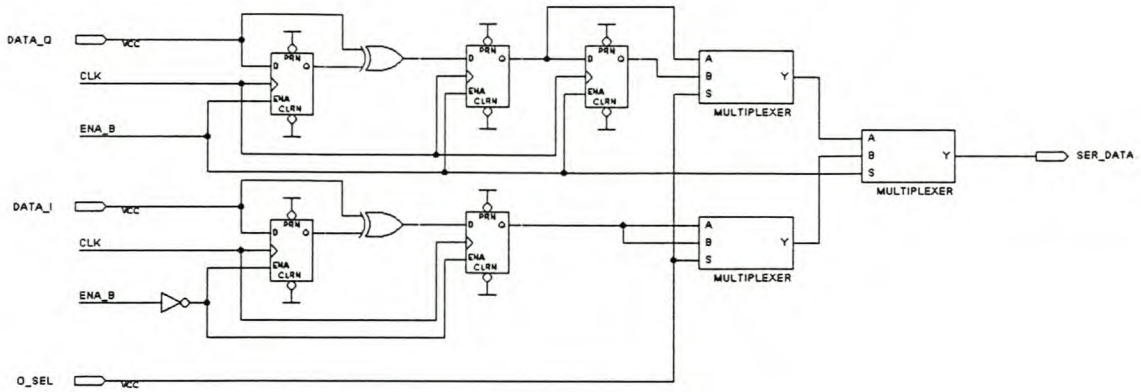 DATA_Q
VCC
CLK
ENA_B
PRN
D Q
ENA
CLRN
PRN
D Q
ENA
CLRN
PRN
D Q
ENA
CLRN
A
B
S
Y
MULTIPLEXER
A
B
S
Y
MULTIPLEXER
SER_DATA
DATA_I
VCC
CLK
ENA_B
PRN
D Q
ENA
CLRN
PRN
D Q
ENA
CLRN
A
B
S
Y
MULTIPLEXER
O_SEL
VCC